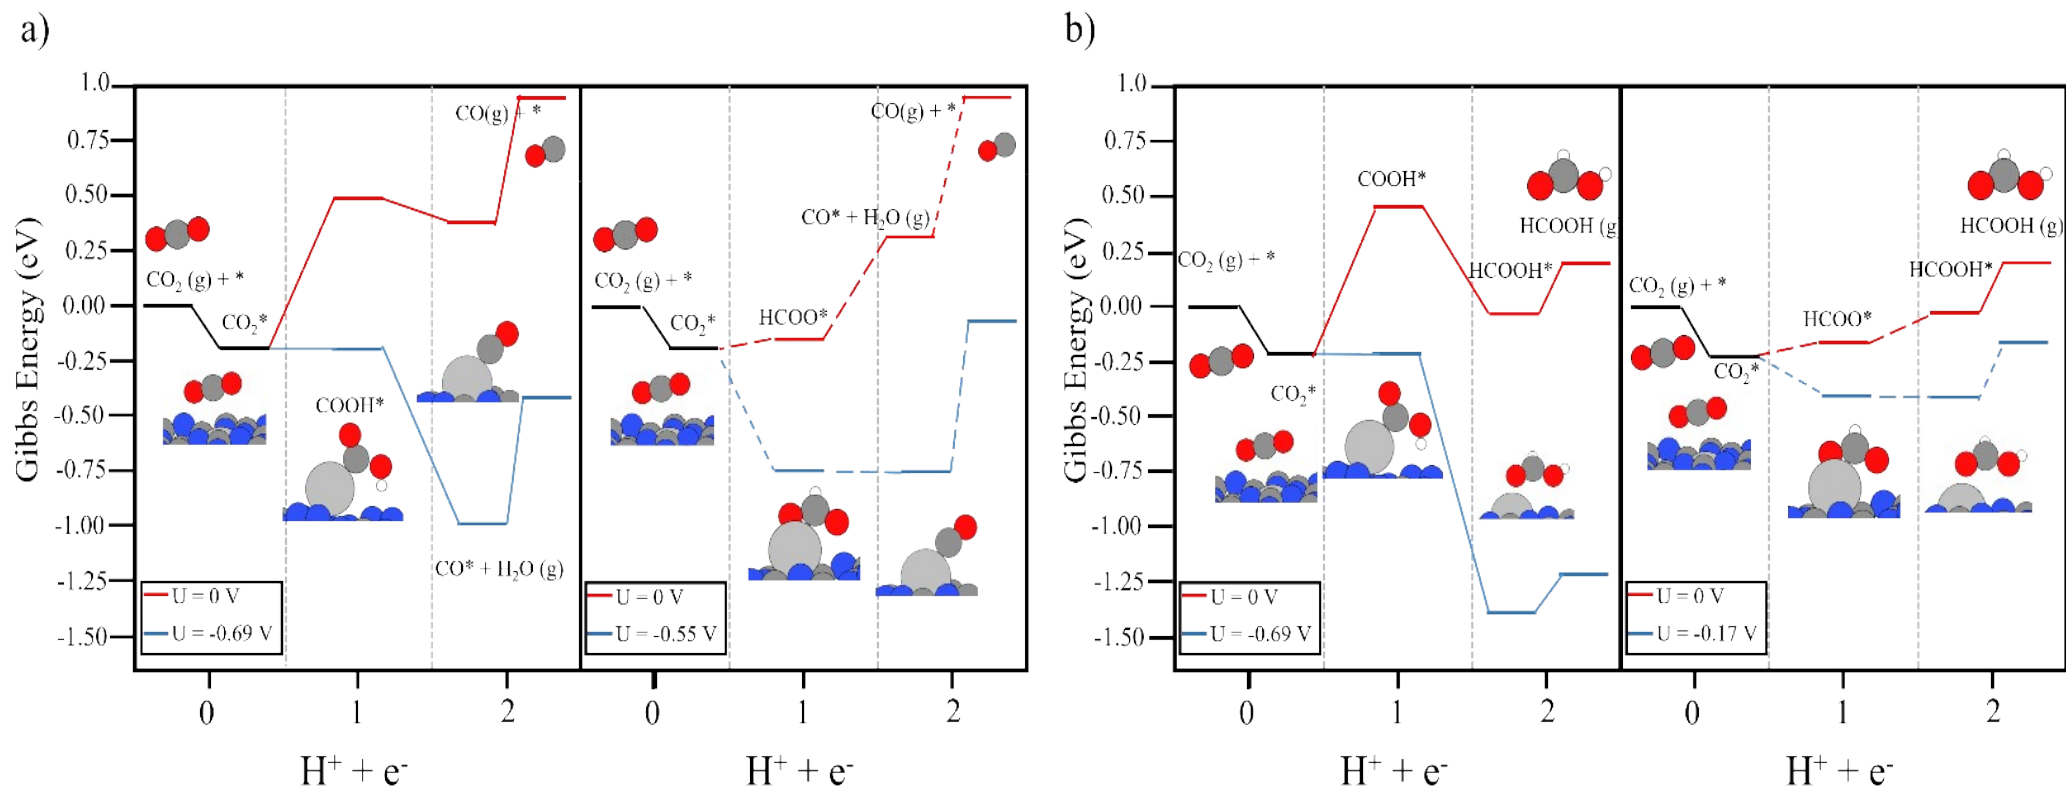 a)
Gibbs Energy (eV)
1.0
0.75
0.50
0.25
0.00
-0.25
-0.50
-0.75
-1.00
-1.25
-1.50
CO₂ (g) + *
CO₂*
COOH*
CO* + H₂O (g)
CO(g) + *
U = 0 V
U = -0.69 V
0 1 2
H⁺ + e⁻
CO₂ (g) + *
CO₂*
HCOO*
CO* + H₂O (g)
CO(g) + *
U = 0 V
U = -0.55 V
0 1 2
H⁺ + e⁻
b)
Gibbs Energy (eV)
1.0
0.75
0.50
0.25
0.00
-0.25
-0.50
-0.75
-1.00
-1.25
-1.50
CO₂ (g) + *
CO₂*
COOH*
HCOOH*
HCOOH (g
U = 0 V
U = -0.69 V
0 1 2
H⁺ + e⁻
CO₂ (g) + *
CO₂*
HCOO*
HCOOH*
HCOOH (g)
U = 0 V
U = -0.17 V
0 1 2
H⁺ + e⁻